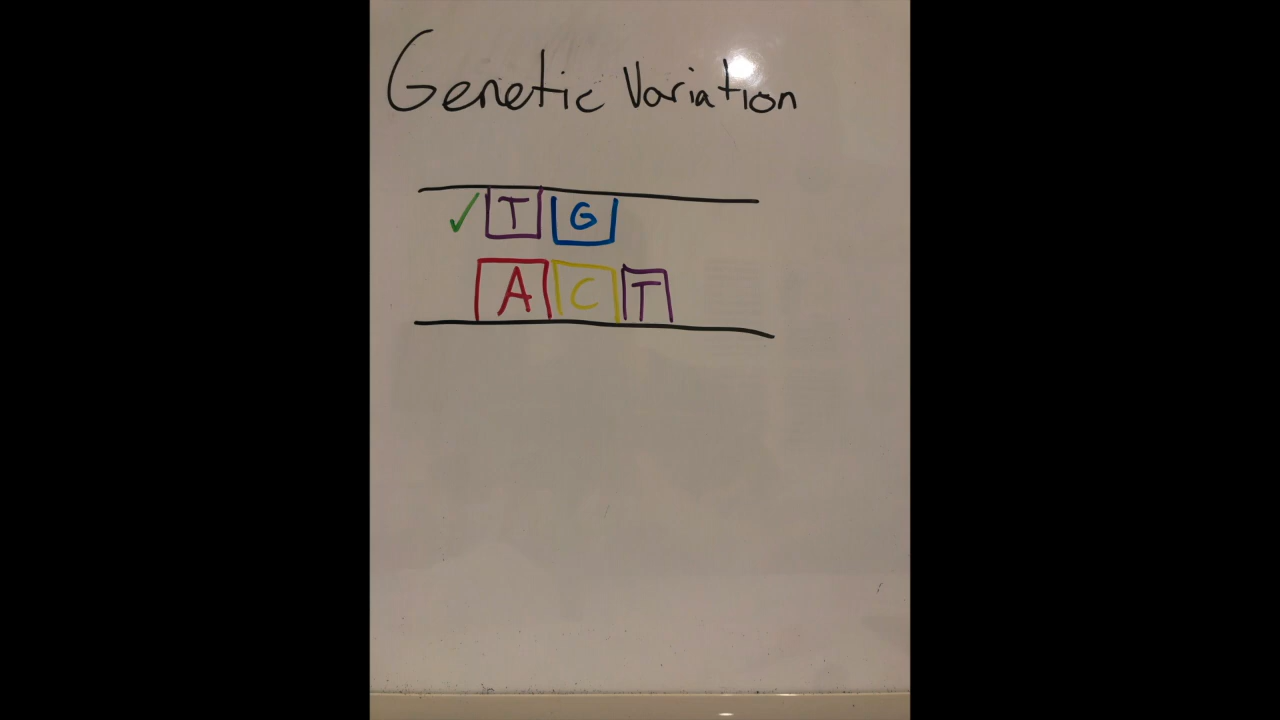 Genetic Variation
✓ T G
A C T